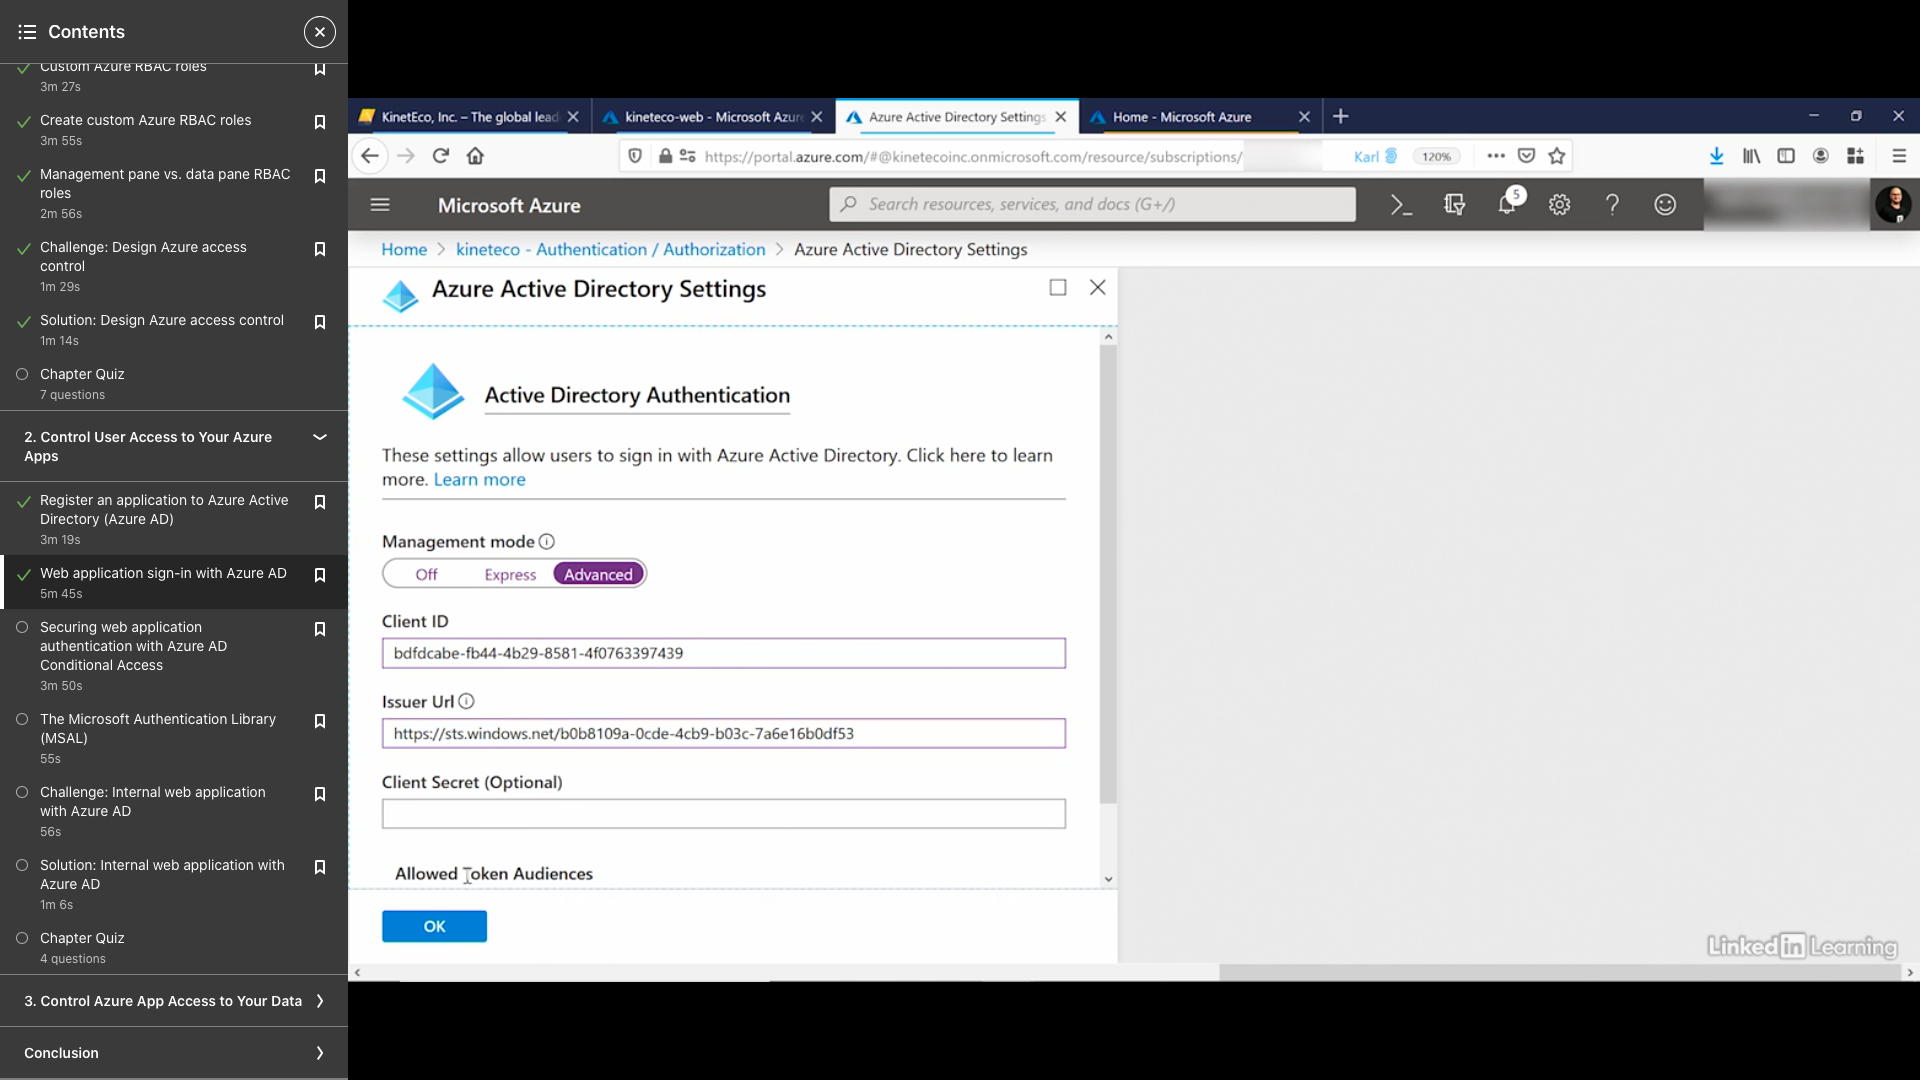 Contents
Custom Azure RBAC roles
3m 27s
Create custom Azure RBAC roles
3m 55s
Management pane vs. data pane RBAC
roles
2m 56s
Challenge: Design Azure access
control
1m 29s
Solution: Design Azure access control
1m 14s
Chapter Quiz
7 questions
2. Control User Access to Your Azure
Apps
Register an application to Azure Active
Directory (Azure AD)
3m 19s
Web application sign-in with Azure AD
5m 45s
Securing web application
authentication with Azure AD
Conditional Access
3m 50s
The Microsoft Authentication Library
(MSAL)
55s
Challenge: Internal web application
with Azure AD
56s
Solution: Internal web application with
Azure AD
1m 6s
Chapter Quiz
4 questions
3. Control Azure App Access to Your Data
Conclusion
KinetEco, Inc. – The global lead
kineteco-web - Microsoft Azure
Azure Active Directory Settings
Home - Microsoft Azure
https://portal.azure.com/#@kinetecoinc.onmicrosoft.com/resource/subscriptions/
Karl
120%
Microsoft Azure
Search resources, services, and docs (G+/)
5
Home > kineteco - Authentication / Authorization > Azure Active Directory Settings
Azure Active Directory Settings
Active Directory Authentication
These settings allow users to sign in with Azure Active Directory. Click here to learn
more. Learn more
Management mode
Off Express Advanced
Client ID
bdfdcabe-fb44-4b29-8581-4f0763397439
Issuer Url
https://sts.windows.net/b0b8109a-0cde-4cb9-b03c-7a6e16b0df53
Client Secret (Optional)
Allowed Token Audiences
OK
Linked in Learning